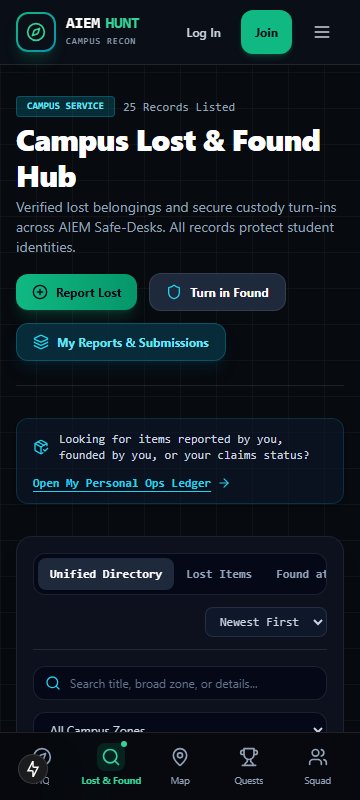 AIEM HUNT
CAMPUS RECON
Log In
Join
CAMPUS SERVICE
25 Records Listed
Campus Lost & Found
Hub
Verified lost belongings and secure custody turn-ins
across AIEM Safe-Desks. All records protect student
identities.
Report Lost
Turn in Found
My Reports & Submissions
Looking for items reported by you,
founded by you, or your claims status?
Open My Personal Ops Ledger
Unified Directory
Lost Items
Found at
Newest First
Search title, broad zone, or details...
All Campus Zones
Lost & Found
Map
Quests
Squad